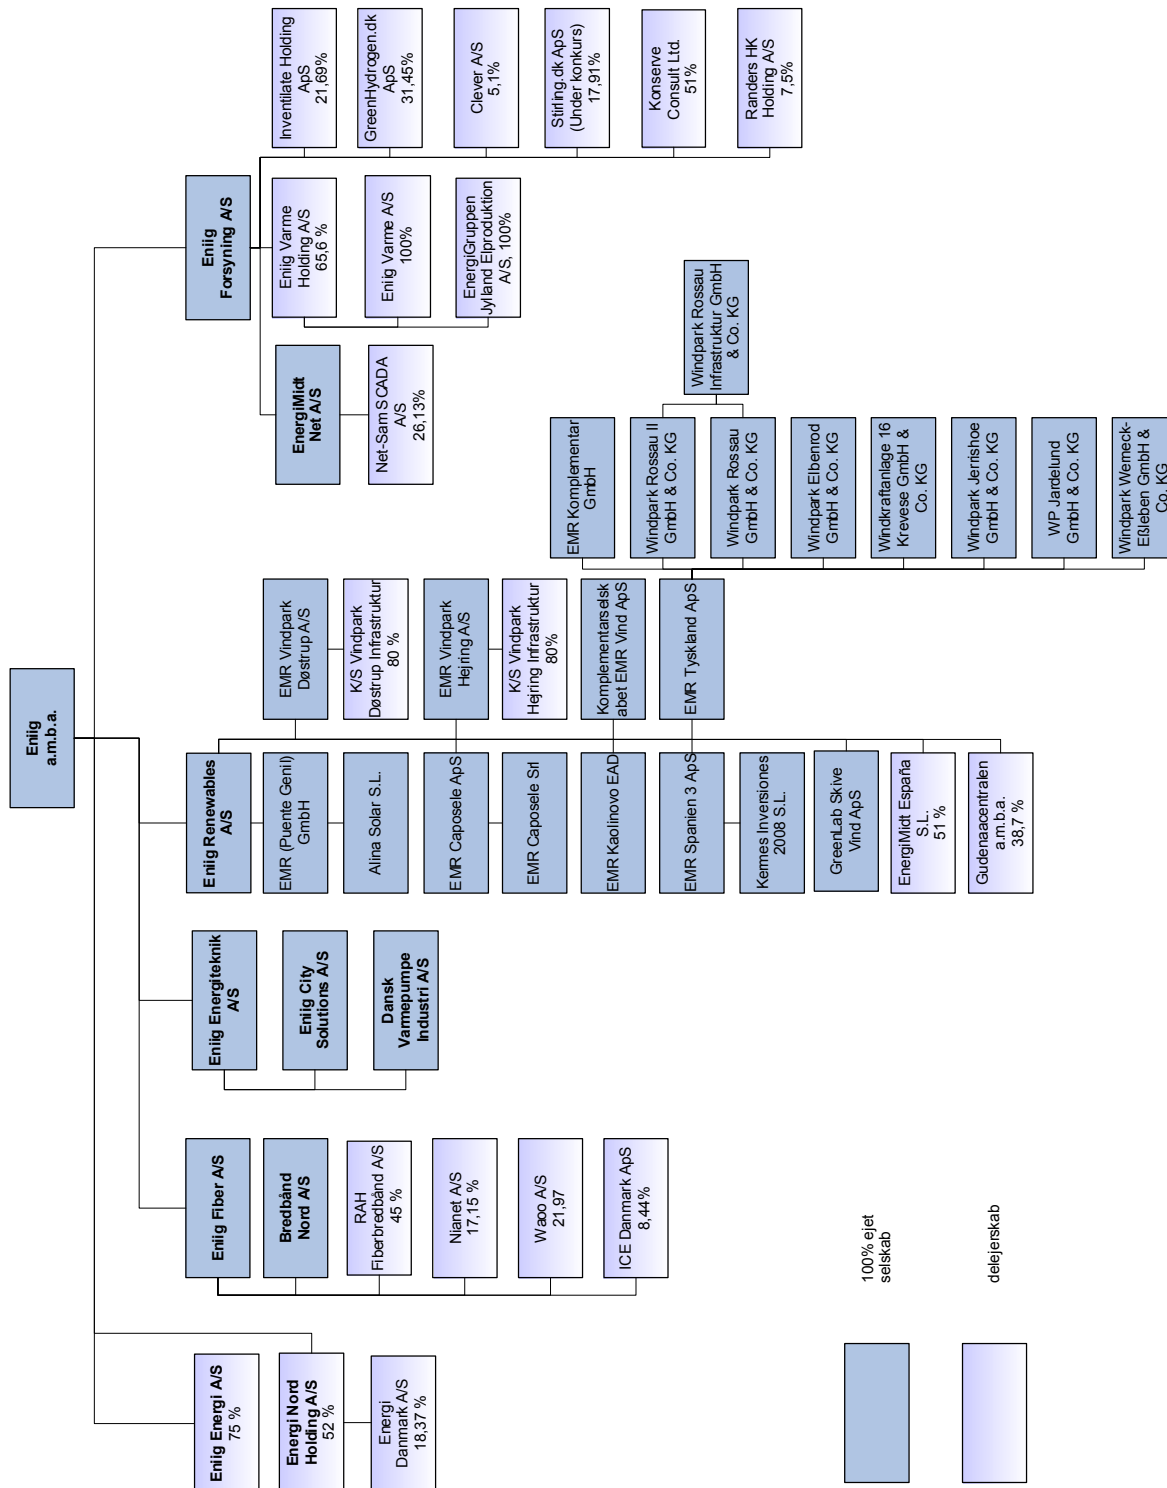 Eniig
a.m.b.a.
Eniig Energi A/S
75 %
Energi Nord
Holding A/S
52 %
Energi
Danmark A/S
18,37 %
Eniig Fiber A/S
Bredbånd
Nord A/S
RAH
Fiberbredbånd A/S
45 %
Nianet A/S
17,15 %
Waoo A/S
21,97
ICE Danmark ApS
8,44%
Eniig Energiteknik
A/S
Eniig City
Solutions A/S
Dansk
Varmepumpe
Industri A/S
Eniig Renewables
A/S
EMR (Puente Genil)
GmbH
Alina Solar S.L.
EMR Caposele ApS
EMR Caposele Srl
EMR Kaolinovo EAD
EMR Spanien 3 ApS
Kermes Inversiones
2008 S.L.
GreenLab Skive
Vind ApS
EnergiMidt España
S.L.
51 %
Gudenaacentralen
a.m.b.a.
38,7 %
EMR Vindpark
Døstrup A/S
K/S Vindpark
Døstrup Infrastruktur
80 %
EMR Vindpark
Hejring A/S
K/S Vindpark
Hejring Infrastruktur
80%
Komplementarselsk
abet EMR Vind ApS
EMR Tyskland ApS
EMR Komplementar
GmbH
Windpark Rossau II
GmbH & Co. KG
Windpark Rossau
GmbH & Co. KG
Windpark Elbenrod
GmbH & Co. KG
Windkraftanlage 16
Krevese GmbH &
Co. KG
Windpark Jerrishoe
GmbH & Co. KG
WP Jardelund
GmbH & Co. KG
Windpark Werneck-
Eßleben GmbH &
Co. KG
Windpark Rossau
Infrastruktur GmbH
& Co. KG
Eniig
Forsyning A/S
EnergiMidt
Net A/S
Net-Sam SCADA
A/S
26,13%
Eniig Varme
Holding A/S
65,6 %
Eniig Varme A/S
100%
EnergiGruppen
Jylland Elproduktion
A/S, 100%
Inventilate Holding
ApS
21,69%
GreenHydrogen.dk
ApS
31,45%
Clever A/S
5,1%
Stirling.dk ApS
(Under konkurs)
17,91%
Konserve
Consult Ltd.
51%
Randers HK
Holding A/S
7,5%
100% ejet
selskab
delejerskab